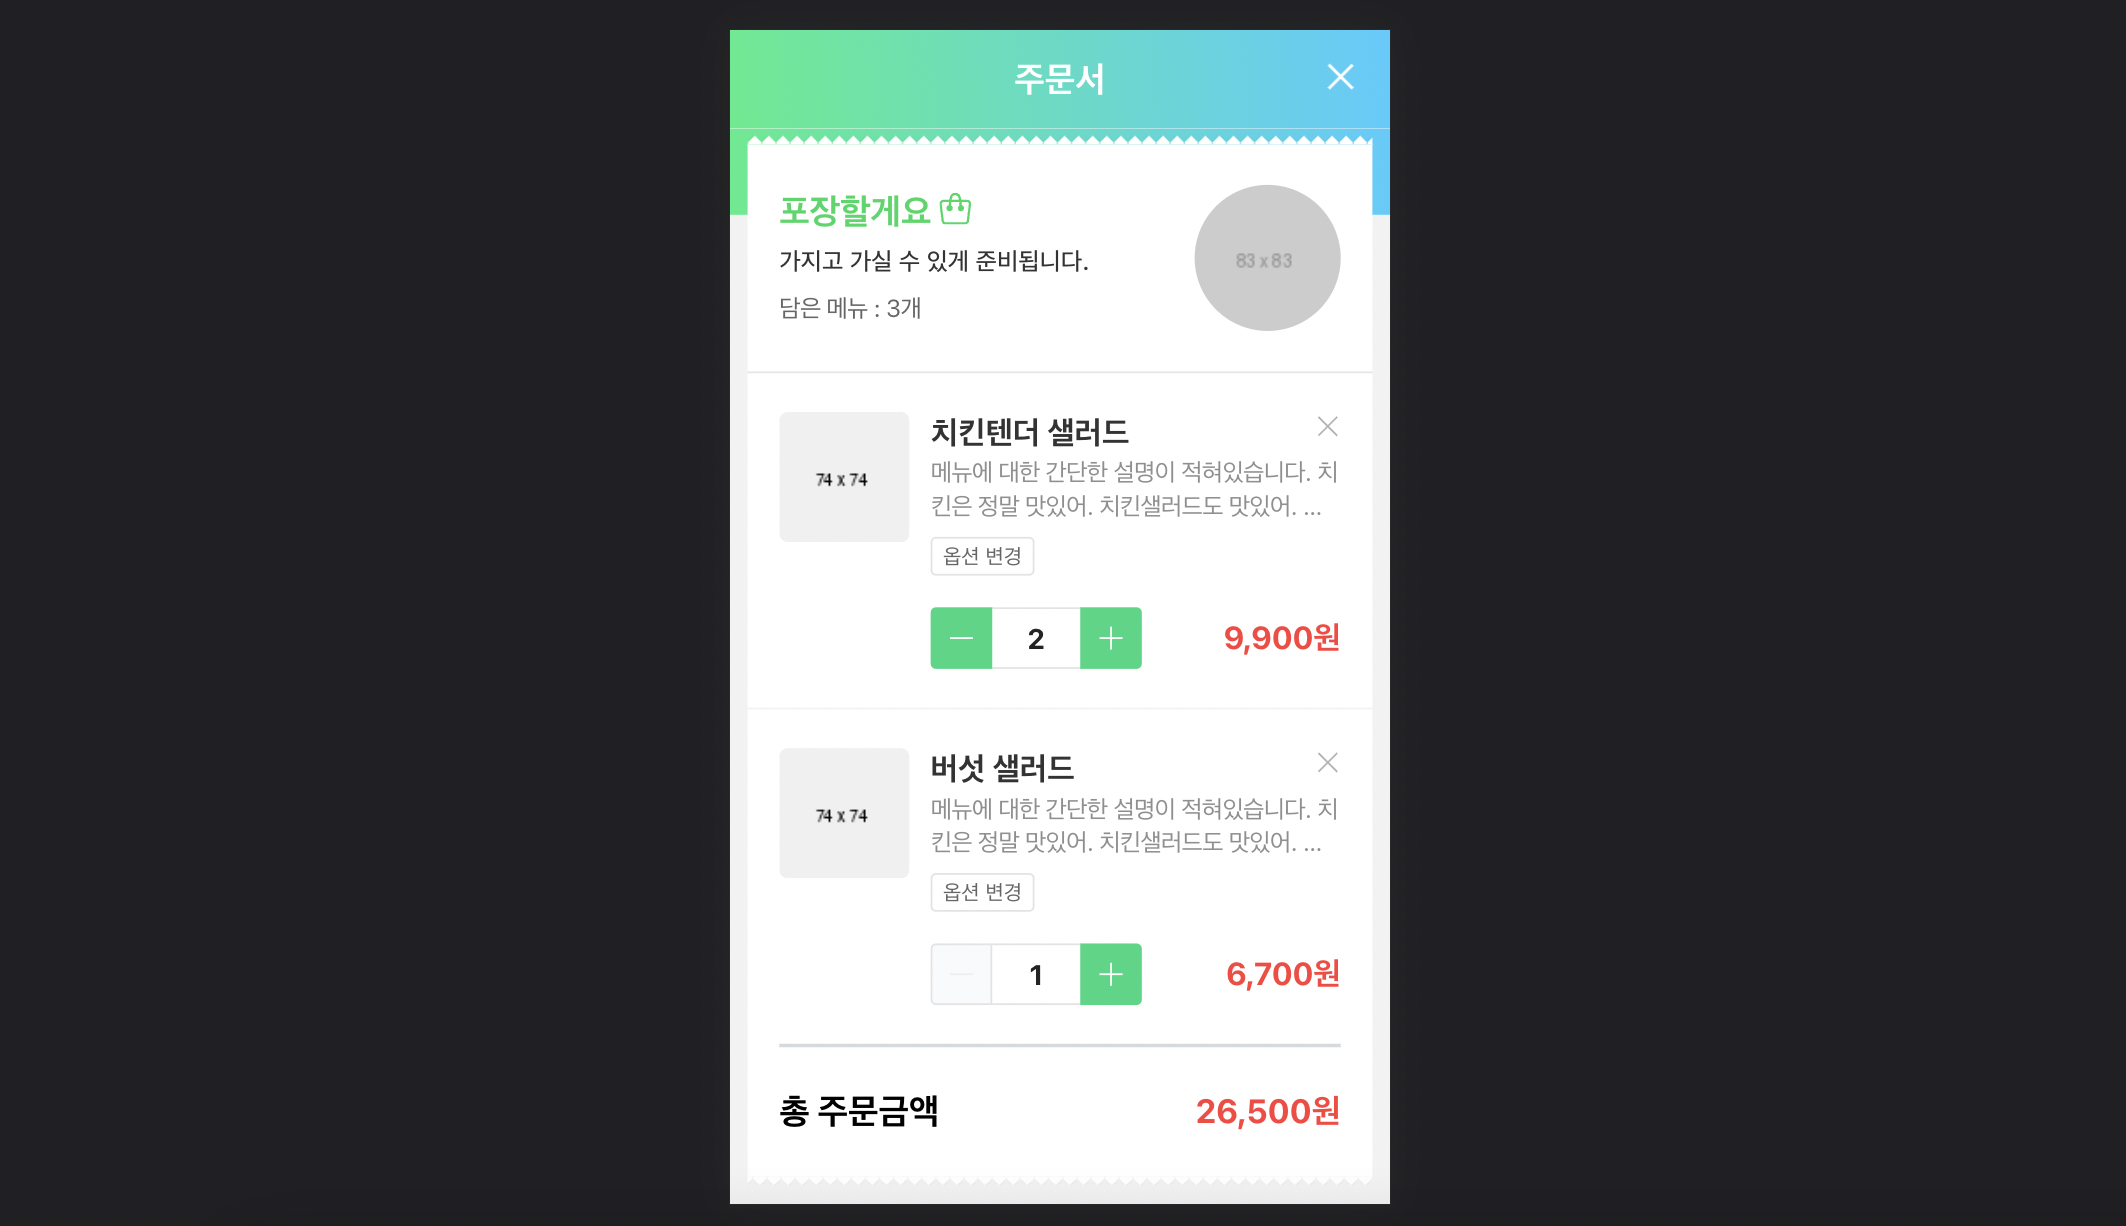 주문서
포장할게요
가지고 가실 수 있게 준비됩니다.
담은 메뉴 : 3개
83 x 83
74 x 74
치킨텐더 샐러드
메뉴에 대한 간단한 설명이 적혀있습니다. 치
킨은 정말 맛있어. 치킨샐러드도 맛있어. ...
옵션 변경
2
9,900원
74 x 74
버섯 샐러드
메뉴에 대한 간단한 설명이 적혀있습니다. 치
킨은 정말 맛있어. 치킨샐러드도 맛있어. ...
옵션 변경
1
6,700원
총 주문금액
26,500원